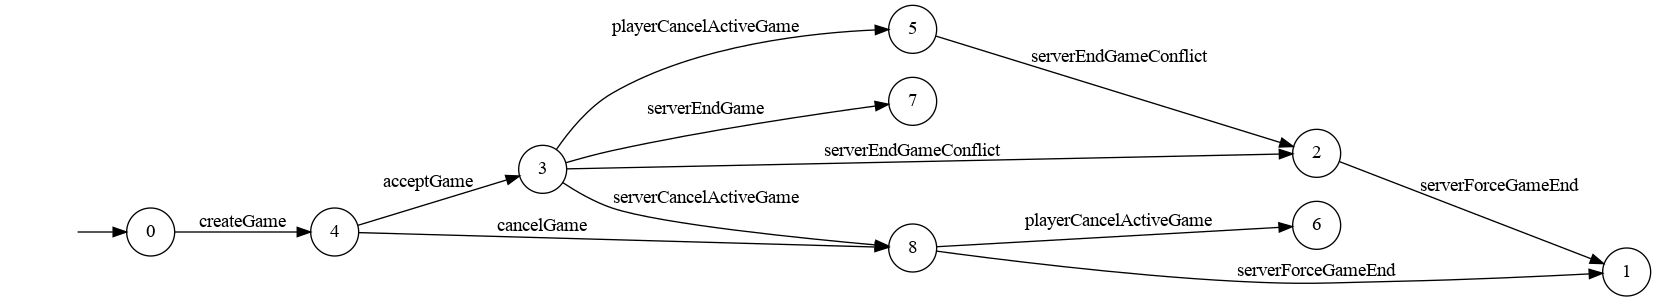 playerCancelActiveGame
5
serverEndGameConflict
serverEndGame
7
serverEndGameConflict
2
acceptGame
3
serverCancelActiveGame
serverForceGameEnd
0
createGame
4
cancelGame
8
playerCancelActiveGame
6
serverForceGameEnd
1